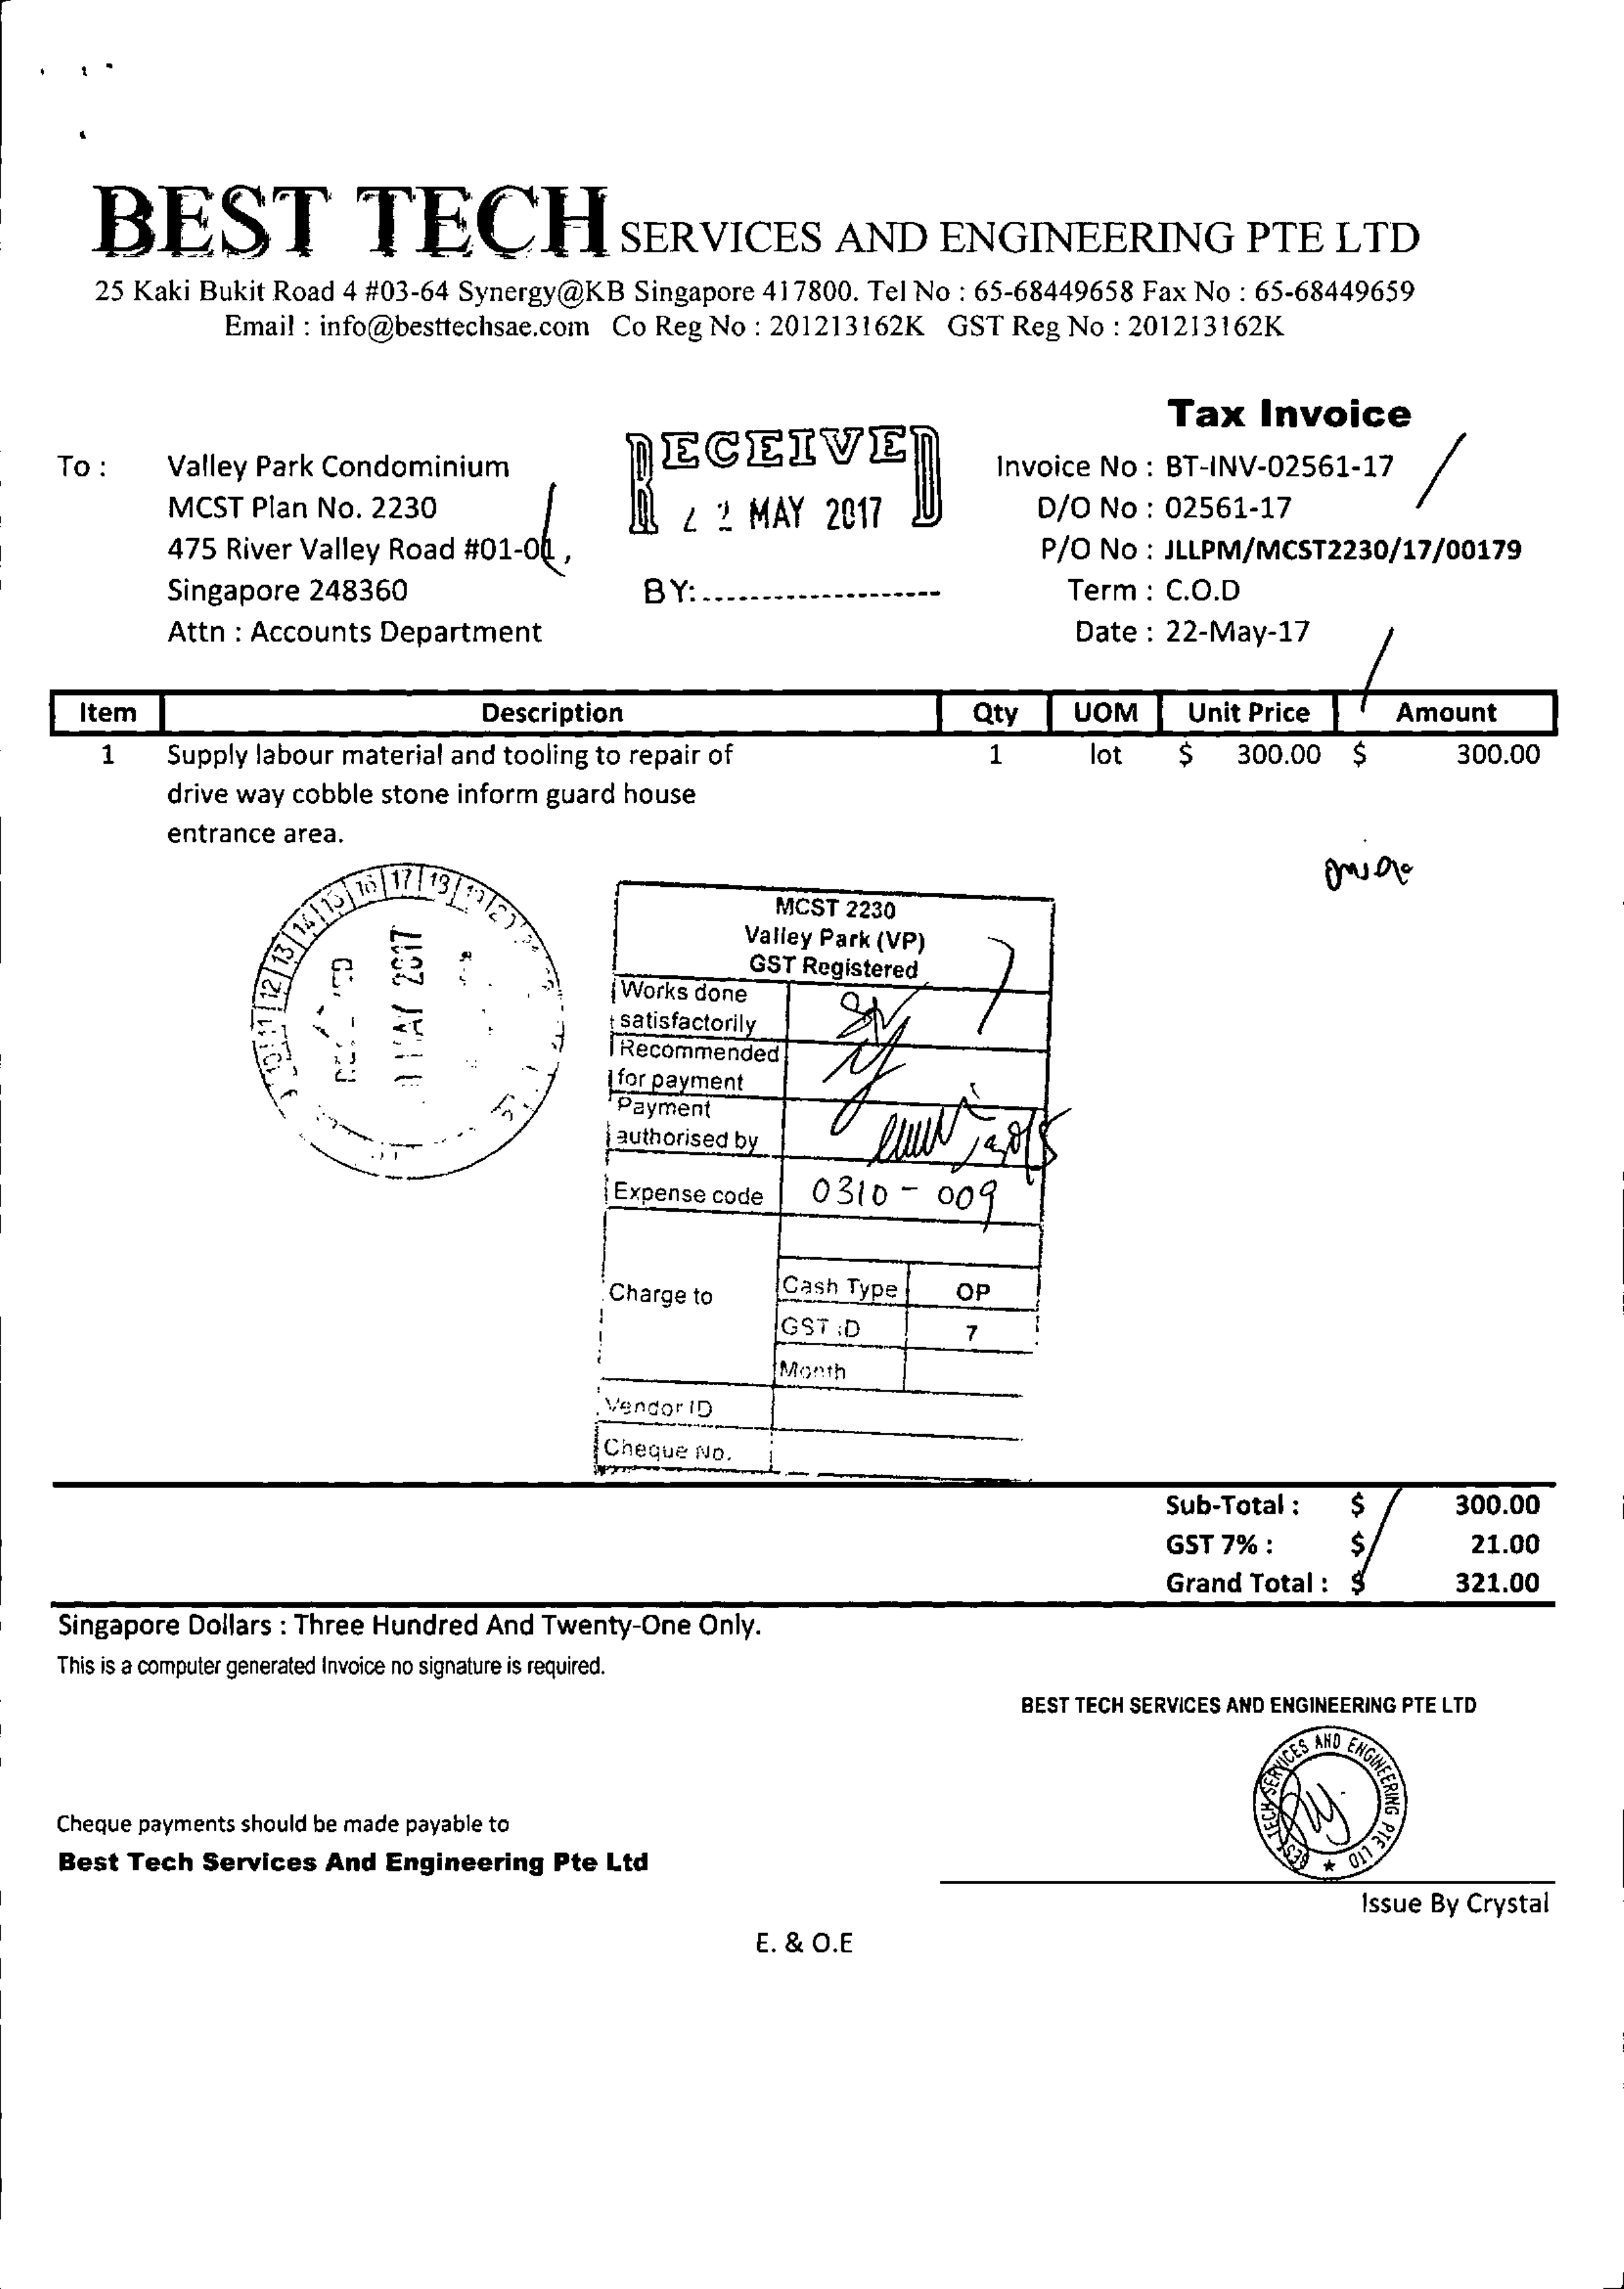 BEST TECH SERVICES AND ENGINEERING PTE LTD
25 Kaki Bukit Road 4 #03-64 Synergy@KB Singapore 417800. Tel No : 65-68449658 Fax No : 65-68449659
Email : info@besttechsae.com Co Reg No : 201213162K GST Reg No : 201213162K
Tax Invoice
To : Valley Park Condominium
MCST Plan No. 2230
475 River Valley Road #01-01,
Singapore 248360
Attn : Accounts Department
RECEIVED
22 MAY 2017
BY:
Invoice No : BT-INV-02561-17
D/O No : 02561-17
P/O No : JLLPM/MCST2230/17/00179
Term : C.O.D
Date : 22-May-17
Item Description Qty UOM Unit Price Amount
1 Supply labour material and tooling to repair of 1 lot $ 300.00 $ 300.00
drive way cobble stone inform guard house
entrance area.
11 12 13 14 15 16 17 18 19
MAY 2017
MCST 2230
Valley Park (VP)
GST Registered
Works done
satisfactorily
Recommended
for payment
Payment
authorised by
Expense code 0310 - 009
Charge to
Cash Type OP
GST ID 7
Month
Vendor ID
Cheque No.
Sub-Total : $ 300.00
GST 7% : $ 21.00
Grand Total : $ 321.00
Singapore Dollars : Three Hundred And Twenty-One Only.
This is a computer generated Invoice no signature is required.
BEST TECH SERVICES AND ENGINEERING PTE LTD
BEST TECH SERVICES AND ENGINEERING PTE LTD
Cheque payments should be made payable to
Best Tech Services And Engineering Pte Ltd
Issue By Crystal
E. & O.E